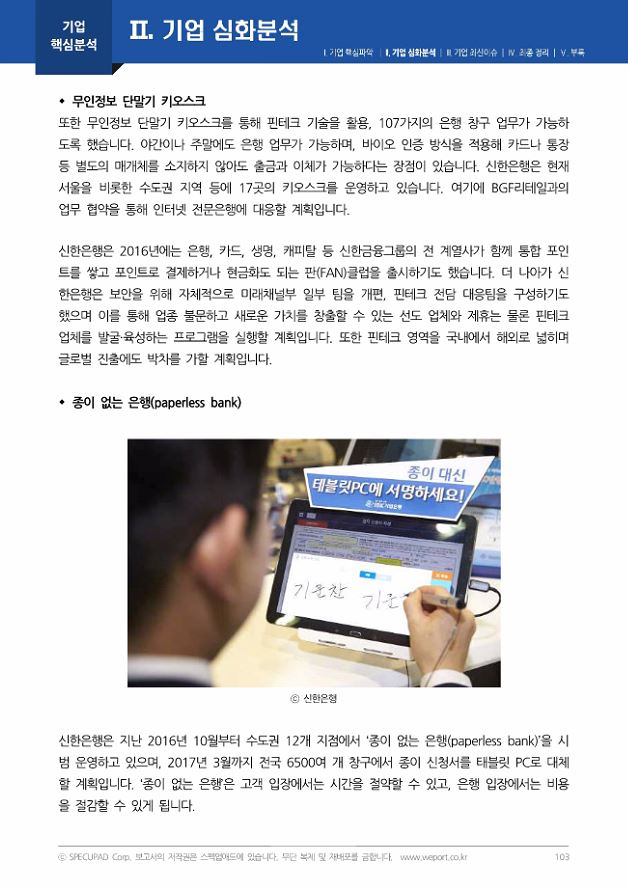 기업
핵심분석
Ⅱ. 기업 심화분석
Ⅰ. 기업 핵심파악 | Ⅱ. 기업 심화분석 | Ⅲ. 기업 최신이슈 | Ⅳ. 최종 정리 | Ⅴ. 부록
◆ 무인정보 단말기 키오스크
또한 무인정보 단말기 키오스크를 통해 핀테크 기술을 활용, 107가지의 은행 창구 업무가 가능하
도록 했습니다. 야간이나 주말에도 은행 업무가 가능하며, 바이오 인증 방식을 적용해 카드나 통장
등 별도의 매개체를 소지하지 않아도 출금과 이체가 가능하다는 장점이 있습니다. 신한은행은 현재
서울을 비롯한 수도권 지역 등에 17곳의 키오스크를 운영하고 있습니다. 여기에 BGF리테일과의
업무 협약을 통해 인터넷 전문은행에 대응할 계획입니다.
신한은행은 2016년에는 은행, 카드, 생명, 캐피탈 등 신한금융그룹의 전 계열사가 함께 통합 포인
트를 쌓고 포인트로 결제하거나 현금화도 되는 판(FAN)클럽을 출시하기도 했습니다. 더 나아가 신
한은행은 보안을 위해 자체적으로 미래채널부 일부 팀을 개편, 핀테크 전담 대응팀을 구성하기도
했으며 이를 통해 업종 불문하고 새로운 가치를 창출할 수 있는 선도 업체와 제휴는 물론 핀테크
업체를 발굴·육성하는 프로그램을 실행할 계획입니다. 또한 핀테크 영역을 국내에서 해외로 넓히며
글로벌 진출에도 박차를 가할 계획입니다.
◆ 종이 없는 은행(paperless bank)
종이 대신
태블릿PC에 서명하세요!
기운찬 기운
ⓒ 신한은행
신한은행은 지난 2016년 10월부터 수도권 12개 지점에서 '종이 없는 은행(paperless bank)'을 시
범 운영하고 있으며, 2017년 3월까지 전국 6500여 개 창구에서 종이 신청서를 태블릿 PC로 대체
할 계획입니다. '종이 없는 은행'은 고객 입장에서는 시간을 절약할 수 있고, 은행 입장에서는 비용
을 절감할 수 있게 됩니다.
ⓒ SPECUPAD Corp. 보고서의 저작권은 스펙업애드에 있습니다. 무단 복제 및 재배포를 금합니다. www.weport.co.kr
103